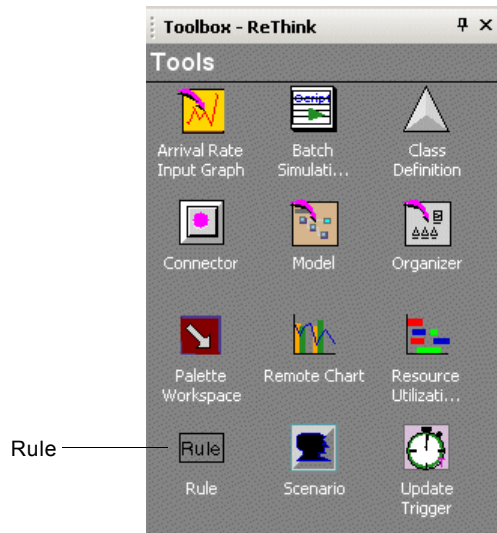 Toolbox - ReThink
Tools
Script
Arrival Rate Input Graph
Batch Simulati...
Class Definition
Connector
Model
Organizer
Palette Workspace
Remote Chart
Resource Utilizati...
Rule
Rule
Rule
Scenario
Update Trigger